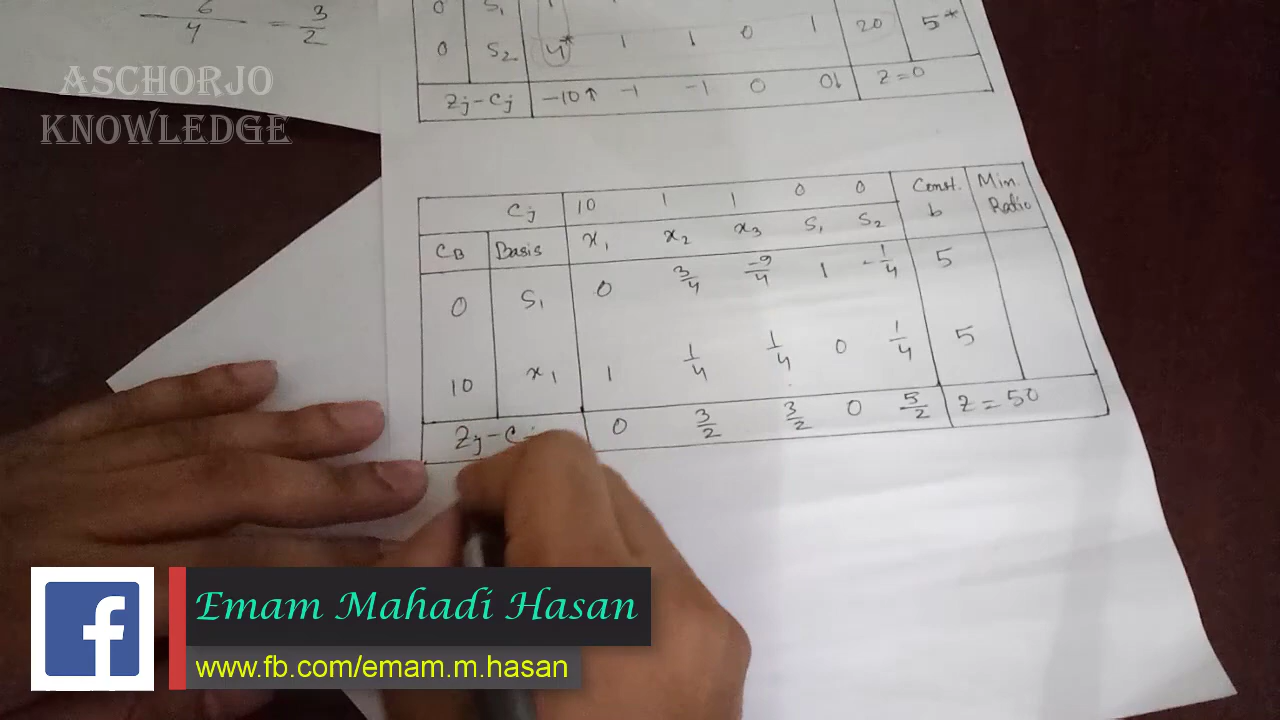 6
4 = 3/2
0 S₁ 1
0 S₂ 4* 1 1 0 1 20 5*
Zj-Cj -10↑ -1 -1 0 0↓ Z=0
ASCHORJO
KNOWLEDGE
Cj 10 1 1 0 0 Const. b Min. Ratio
CB Basis x₁ x₂ x₃ S₁ S₂
0 S₁ 0 3/4 -9/4 1 -1/4 5
10 x₁ 1 1/4 1/4 0 1/4 5
Zj-Cj 0 3/2 3/2 0 5/2 Z=50
f
Emam Mahadi Hasan
www.fb.com/emam.m.hasan